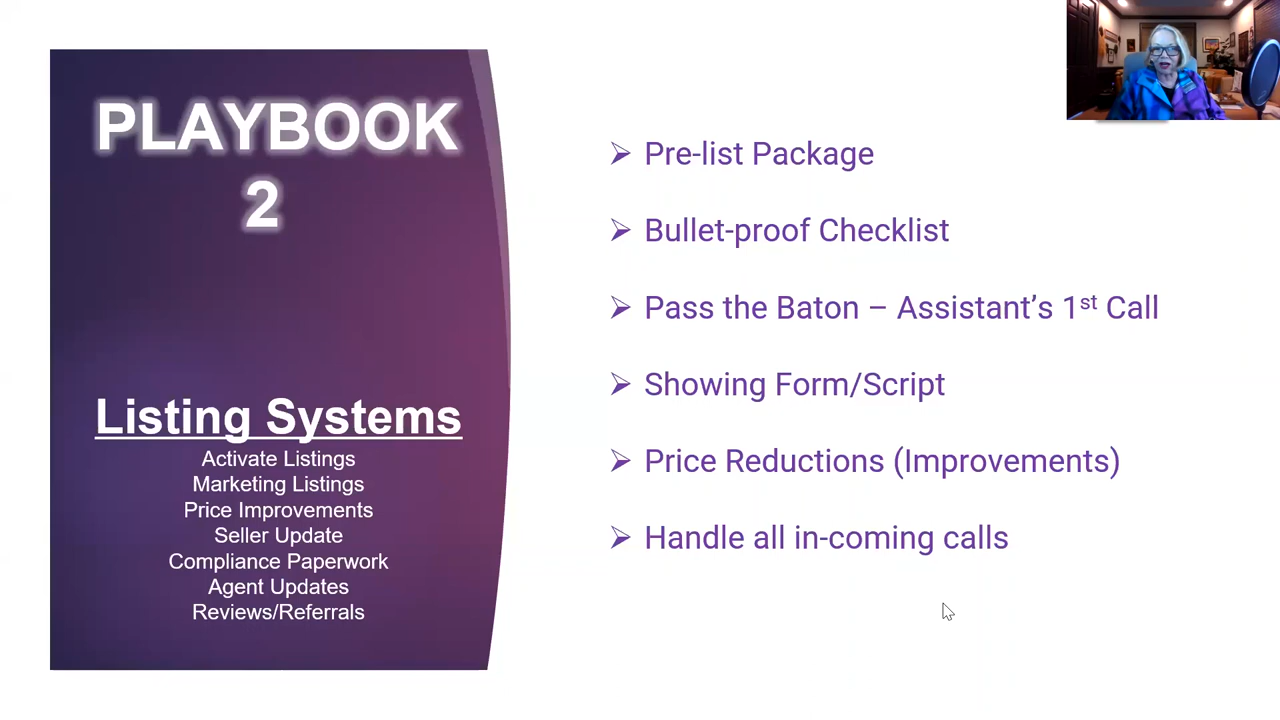 PLAYBOOK
2
Listing Systems
Activate Listings
Marketing Listings
Price Improvements
Seller Update
Compliance Paperwork
Agent Updates
Reviews/Referrals
➢ Pre-list Package
➢ Bullet-proof Checklist
➢ Pass the Baton – Assistant’s 1st Call
➢ Showing Form/Script
➢ Price Reductions (Improvements)
➢ Handle all in-coming calls